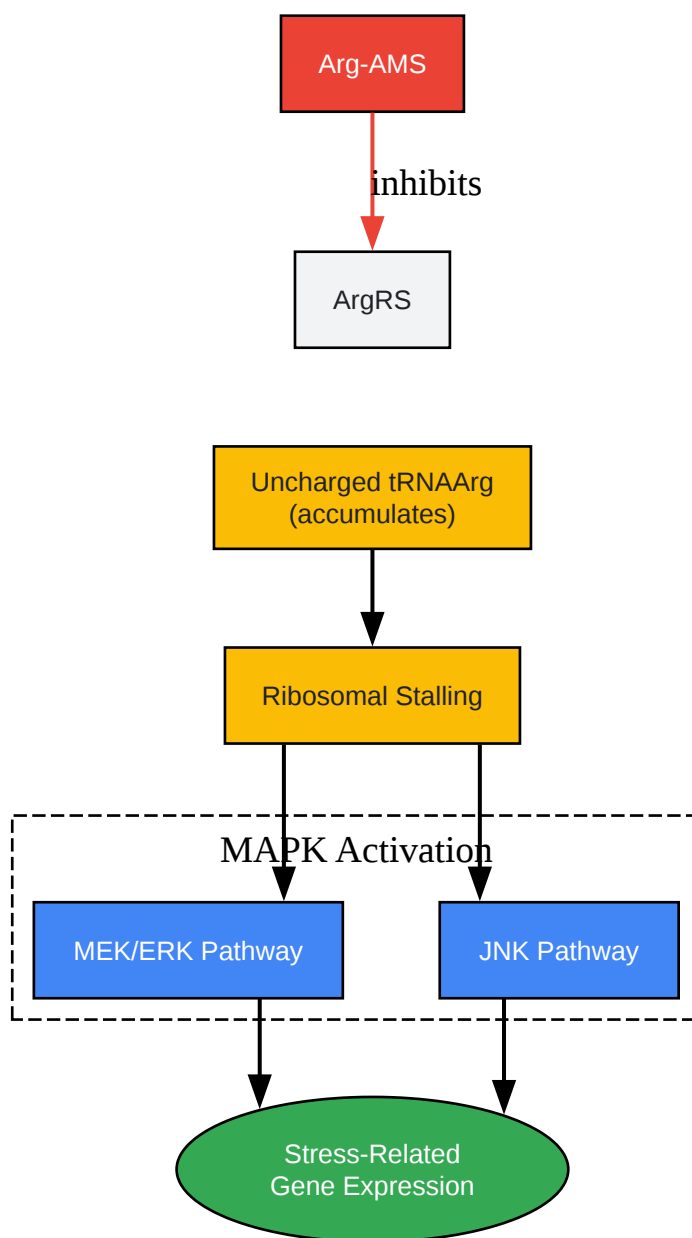 Arg-AMS
inhibits
ArgRS
Uncharged tRNAArg
(accumulates)
Ribosomal Stalling
MAPK Activation
MEK/ERK Pathway
JNK Pathway
Stress-Related
Gene Expression